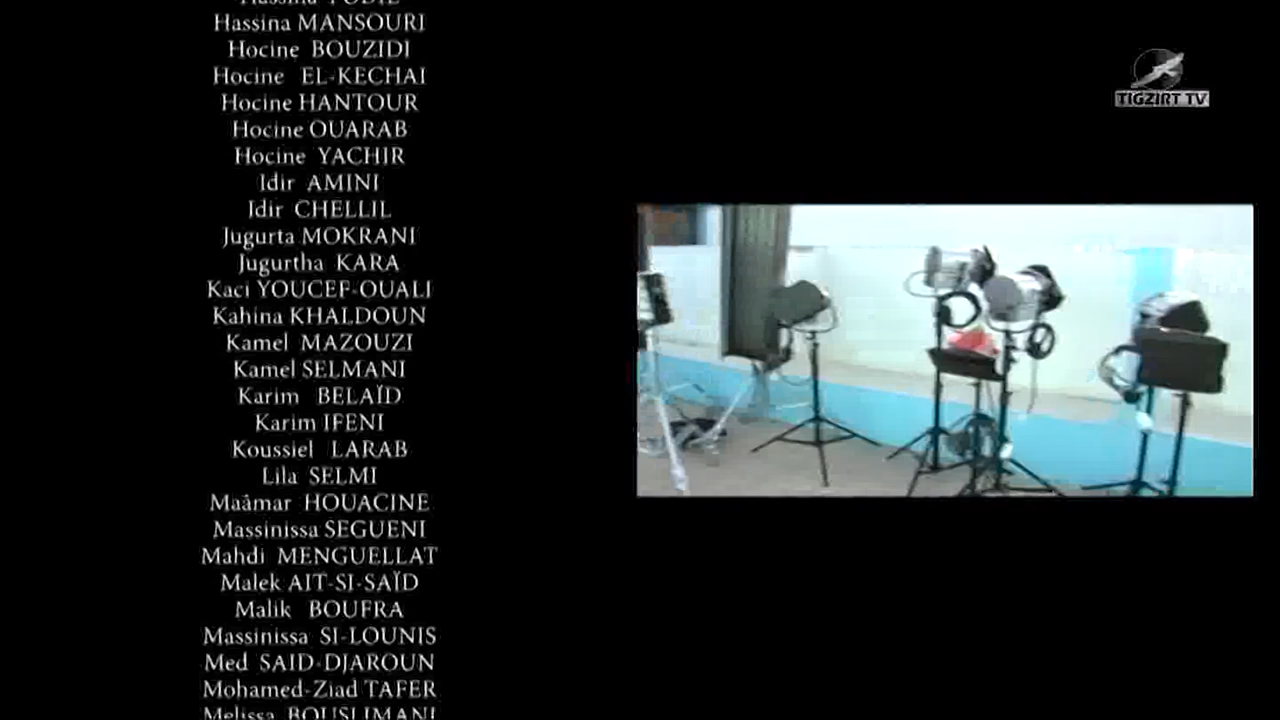 Hassina MANSOURI
Hocine BOUZIDI
Hocine EL-KECHAI
Hocine HANTOUR
Hocine OUARAB
Hocine YACHIR
Idir AMINI
Idir CHELLIL
Jugurta MOKRANI
Jugurtha KARA
Kaci YOUCEF-OUALI
Kahina KHALDOUN
Kamel MAZOUZI
Kamel SELMANI
Karim BELAÏD
Karim IFENI
Koussiel LARAB
Lila SELMI
Maâmar HOUACINE
Massinissa SEGUENI
Mahdi MENGUELLAT
Malek AIT-SI-SAÏD
Malik BOUFRA
Massinissa SI-LOUNIS
Med SAID-DJAROUN
Mohamed-Ziad TAFER
Melissa BOUSLIMANI
TIGZIRT TV